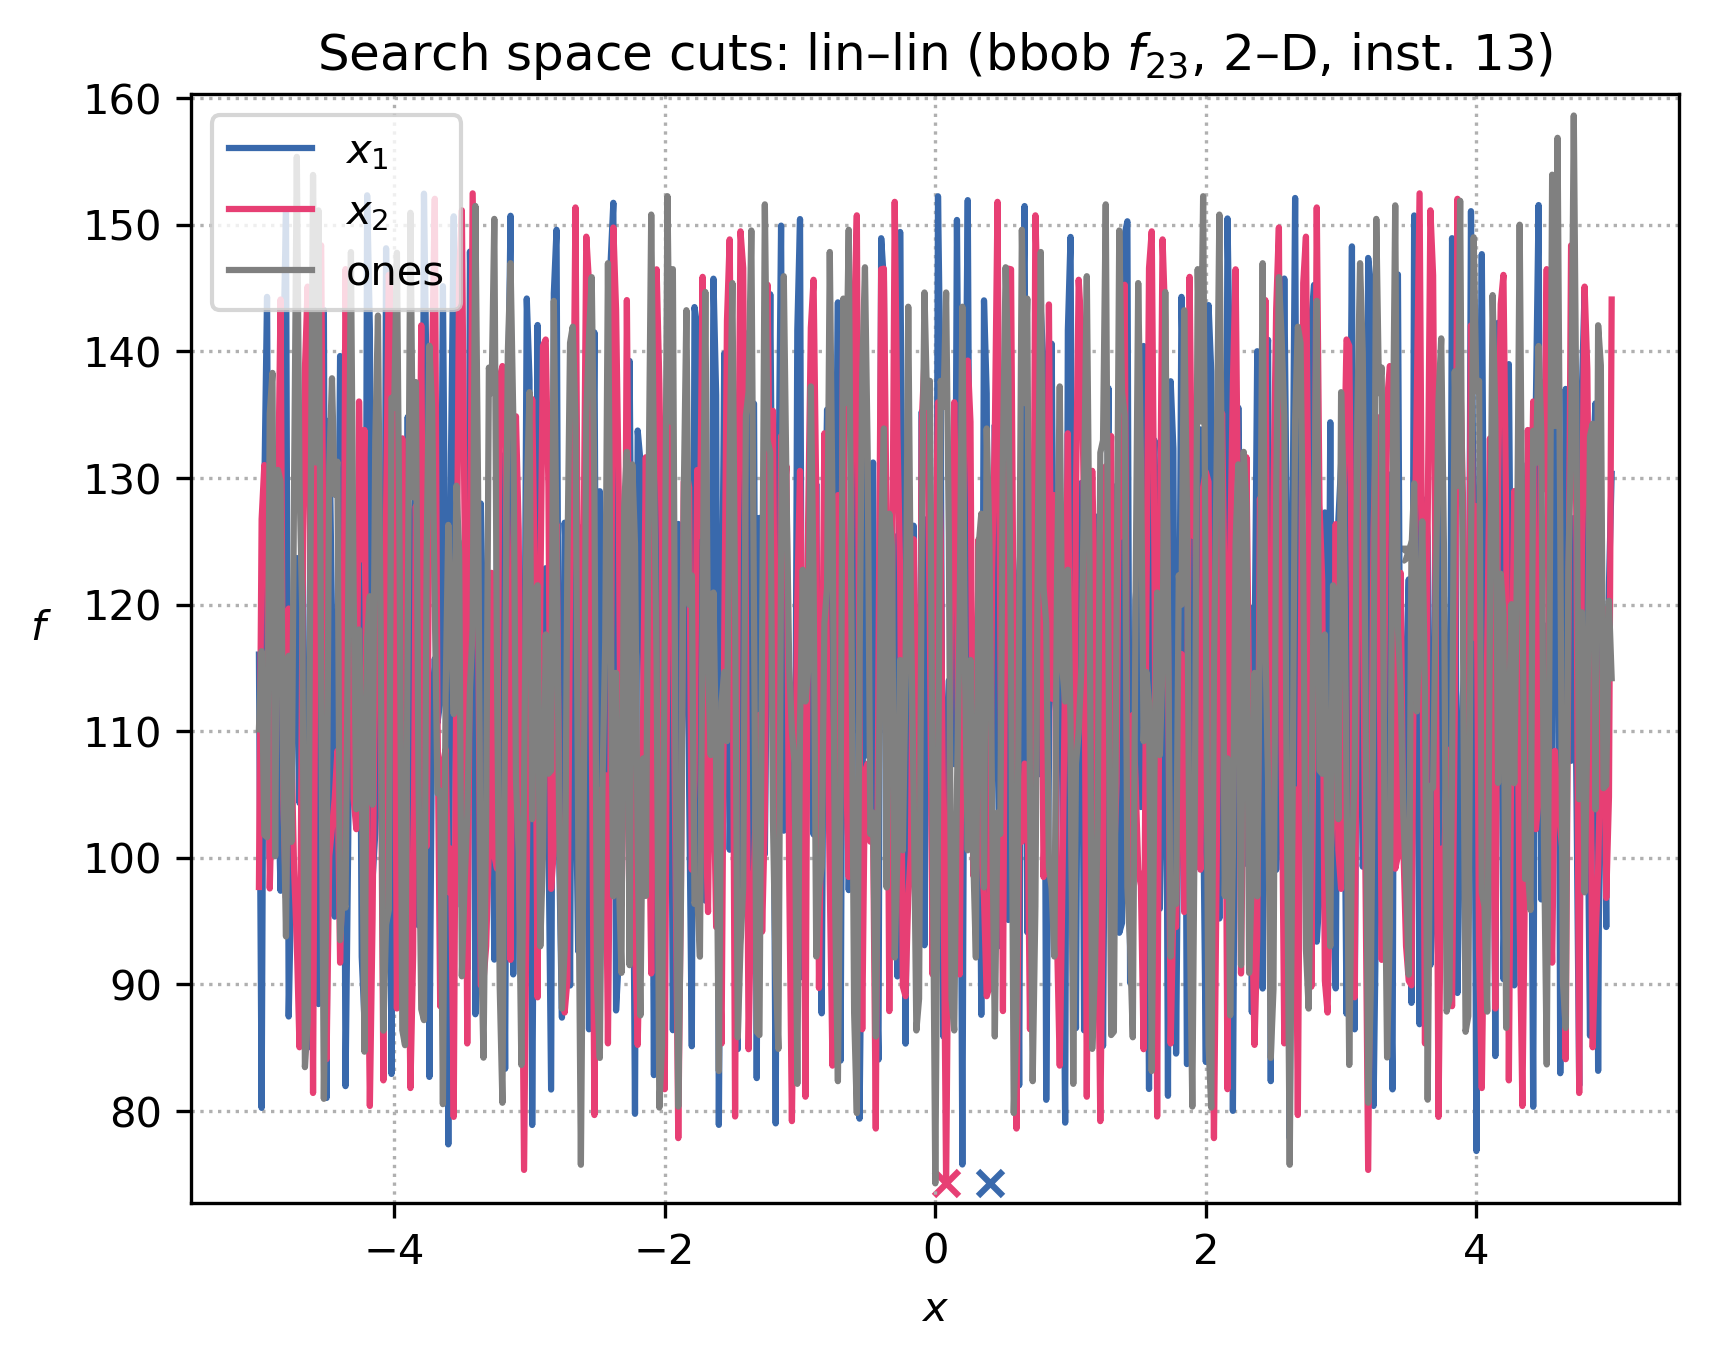 Search space cuts: lin–lin (bbob f23, 2–D, inst. 13)
160
150
140
130
120
110
100
90
80
x1
x2
ones
f
−4
−2
0
2
4
x